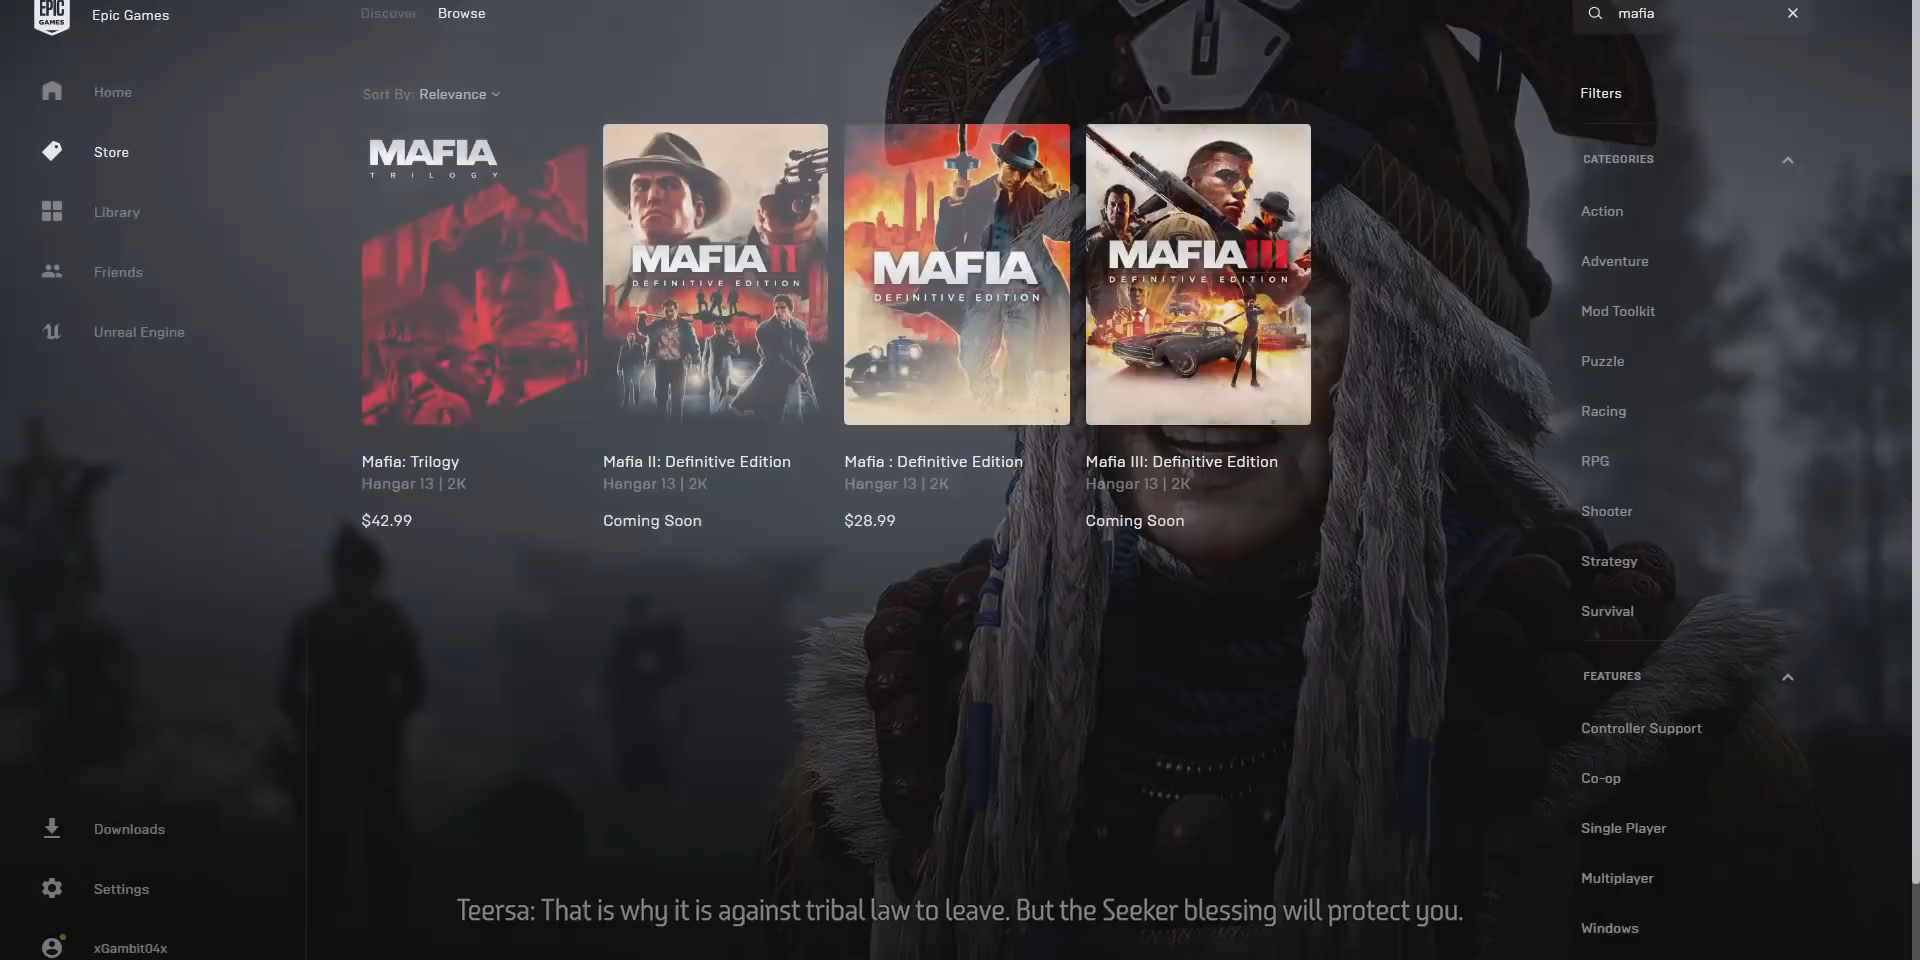 EPIC
GAMES
Epic Games
Discover
Browse
mafia
Home
Store
Library
Friends
Unreal Engine
Sort By: Relevance
Filters
MAFIA
TRILOGY
MAFIA II
DEFINITIVE EDITION
MAFIA
DEFINITIVE EDITION
MAFIA III
DEFINITIVE EDITION
Mafia: Trilogy
Hangar 13 | 2K
$42.99
Mafia II: Definitive Edition
Hangar 13 | 2K
Coming Soon
Mafia : Definitive Edition
Hangar 13 | 2K
$28.99
Mafia III: Definitive Edition
Hangar 13 | 2K
Coming Soon
CATEGORIES
Action
Adventure
Mod Toolkit
Puzzle
Racing
RPG
Shooter
Strategy
Survival
FEATURES
Controller Support
Co-op
Single Player
Multiplayer
Windows
Downloads
Settings
xGambit04x
Teersa: That is why it is against tribal law to leave. But the Seeker blessing will protect you.